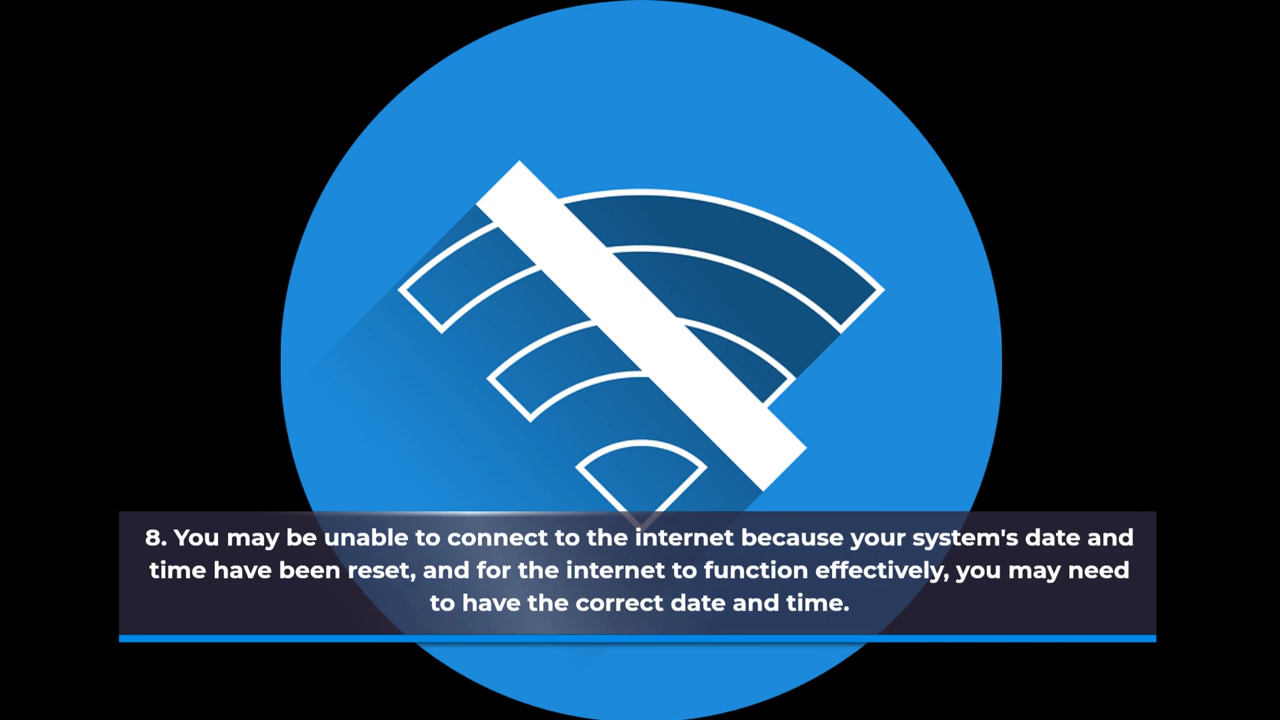 8. You may be unable to connect to the internet because your system's date and
time have been reset, and for the internet to function effectively, you may need
to have the correct date and time.